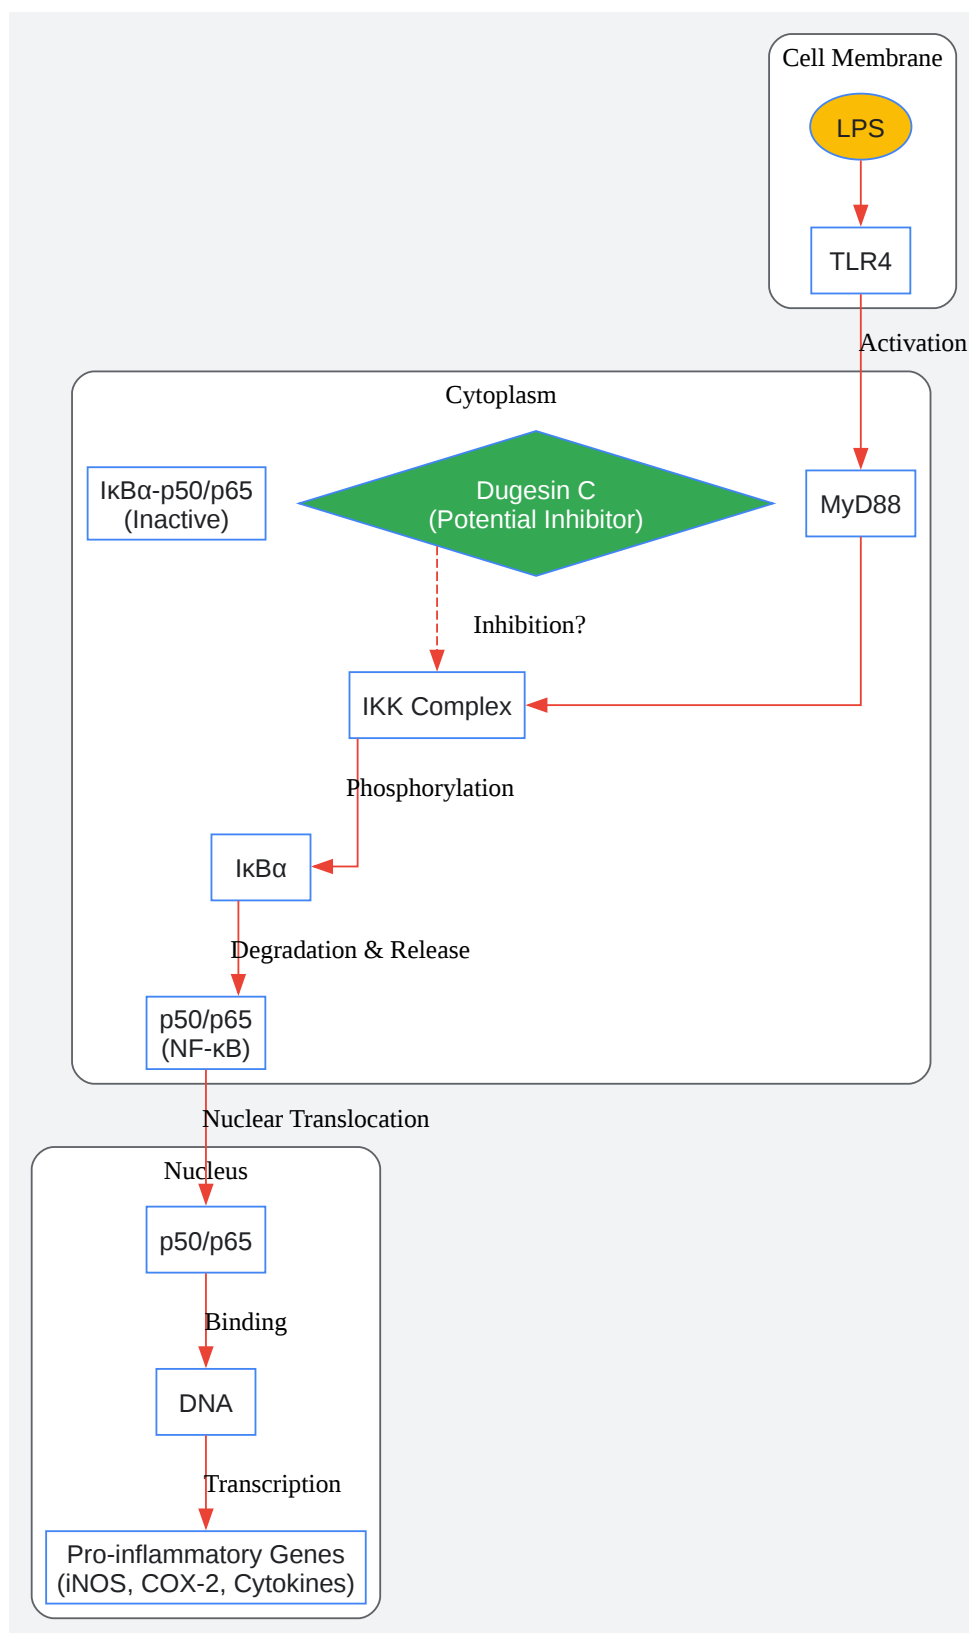 Cell Membrane
LPS
TLR4
Activation
Cytoplasm
IκBα-p50/p65
(Inactive)
Dugesin C
(Potential Inhibitor)
MyD88
Inhibition?
IKK Complex
Phosphorylation
IκBα
Degradation & Release
p50/p65
(NF-κB)
Nuclear Translocation
Nucleus
p50/p65
Binding
DNA
Transcription
Pro-inflammatory Genes
(iNOS, COX-2, Cytokines)